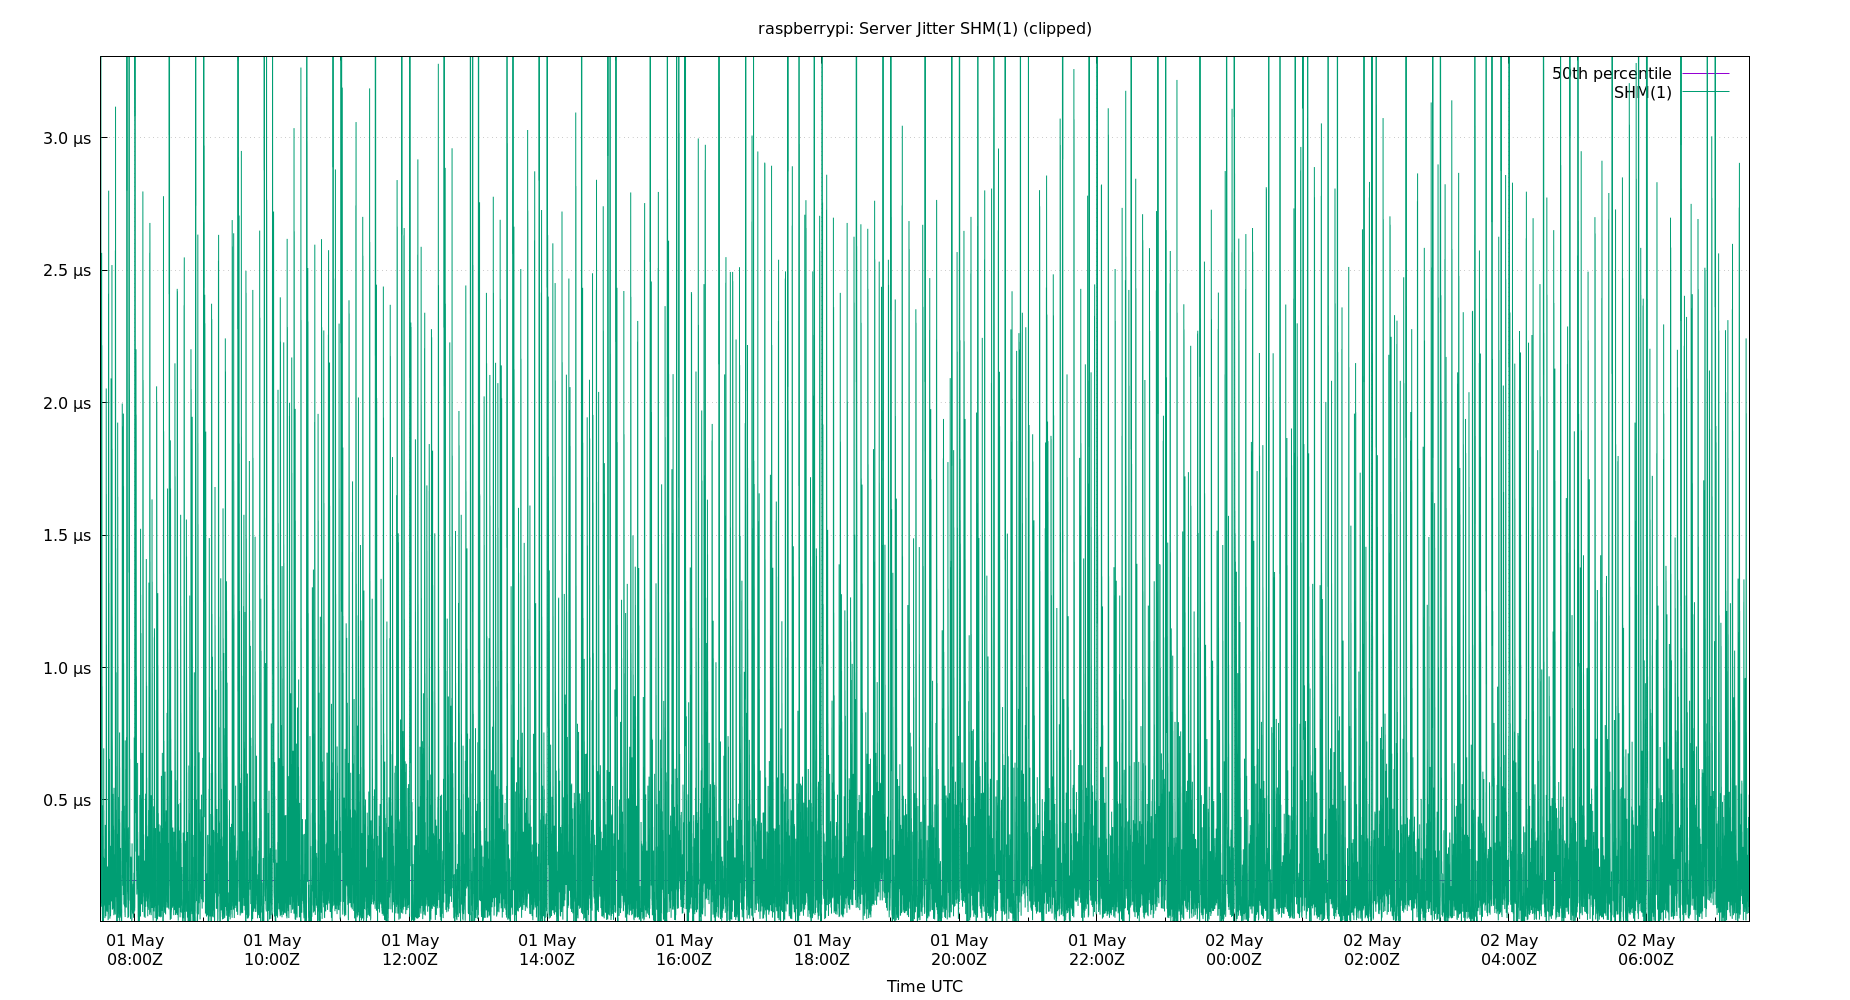 raspberrypi: Server Jitter SHM(1) (clipped)
50th percentile
SHM(1)
3.0 µs
2.5 µs
2.0 µs
1.5 µs
1.0 µs
0.5 µs
01 May 01 May 01 May 01 May 01 May 01 May 01 May 01 May 02 May 02 May 02 May 02 May
08:00Z 10:00Z 12:00Z 14:00Z 16:00Z 18:00Z 20:00Z 22:00Z 00:00Z 02:00Z 04:00Z 06:00Z
Time UTC